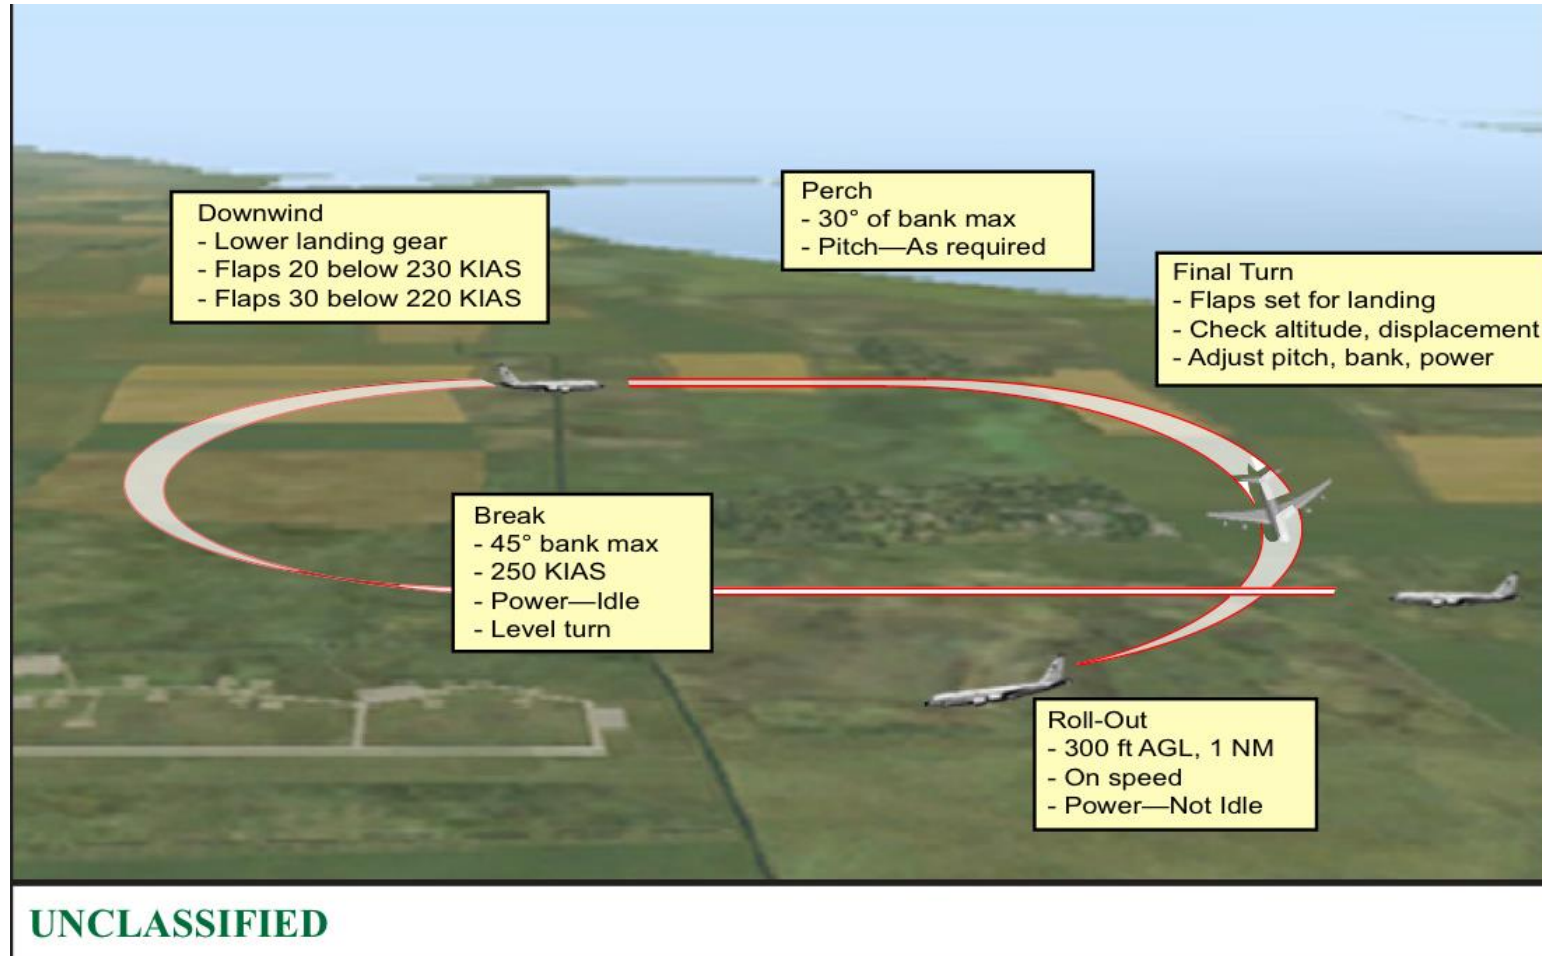 Downwind
- Lower landing gear
- Flaps 20 below 230 KIAS
- Flaps 30 below 220 KIAS
Perch
- 30° of bank max
- Pitch—As required
Final Turn
- Flaps set for landing
- Check altitude, displacement
- Adjust pitch, bank, power
Break
- 45° bank max
- 250 KIAS
- Power—Idle
- Level turn
Roll-Out
- 300 ft AGL, 1 NM
- On speed
- Power—Not Idle
UNCLASSIFIED